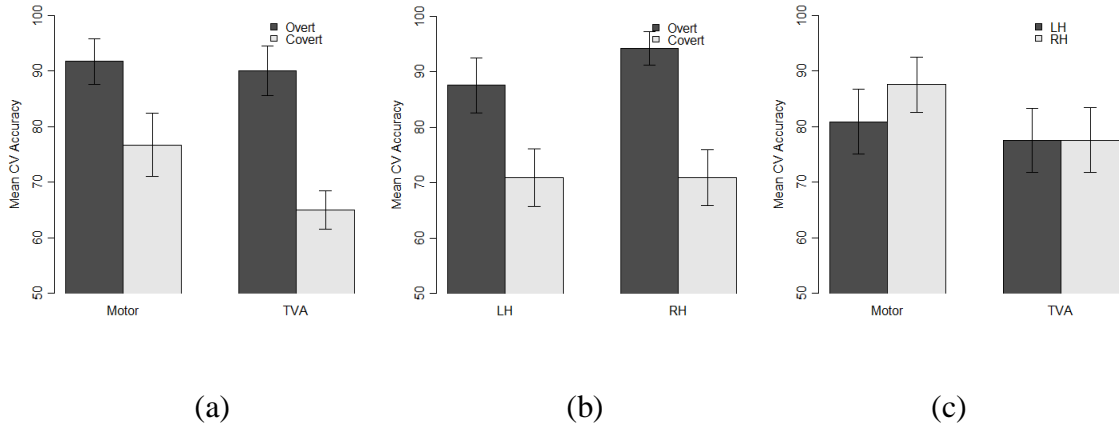 Mean CV Accuracy
50 60 70 80 90 100
Overt
Covert
Motor TVA
(a)
Mean CV Accuracy
50 60 70 80 90 100
Overt
Covert
LH RH
(b)
Mean CV Accuracy
50 60 70 80 90 100
LH
RH
Motor TVA
(c)